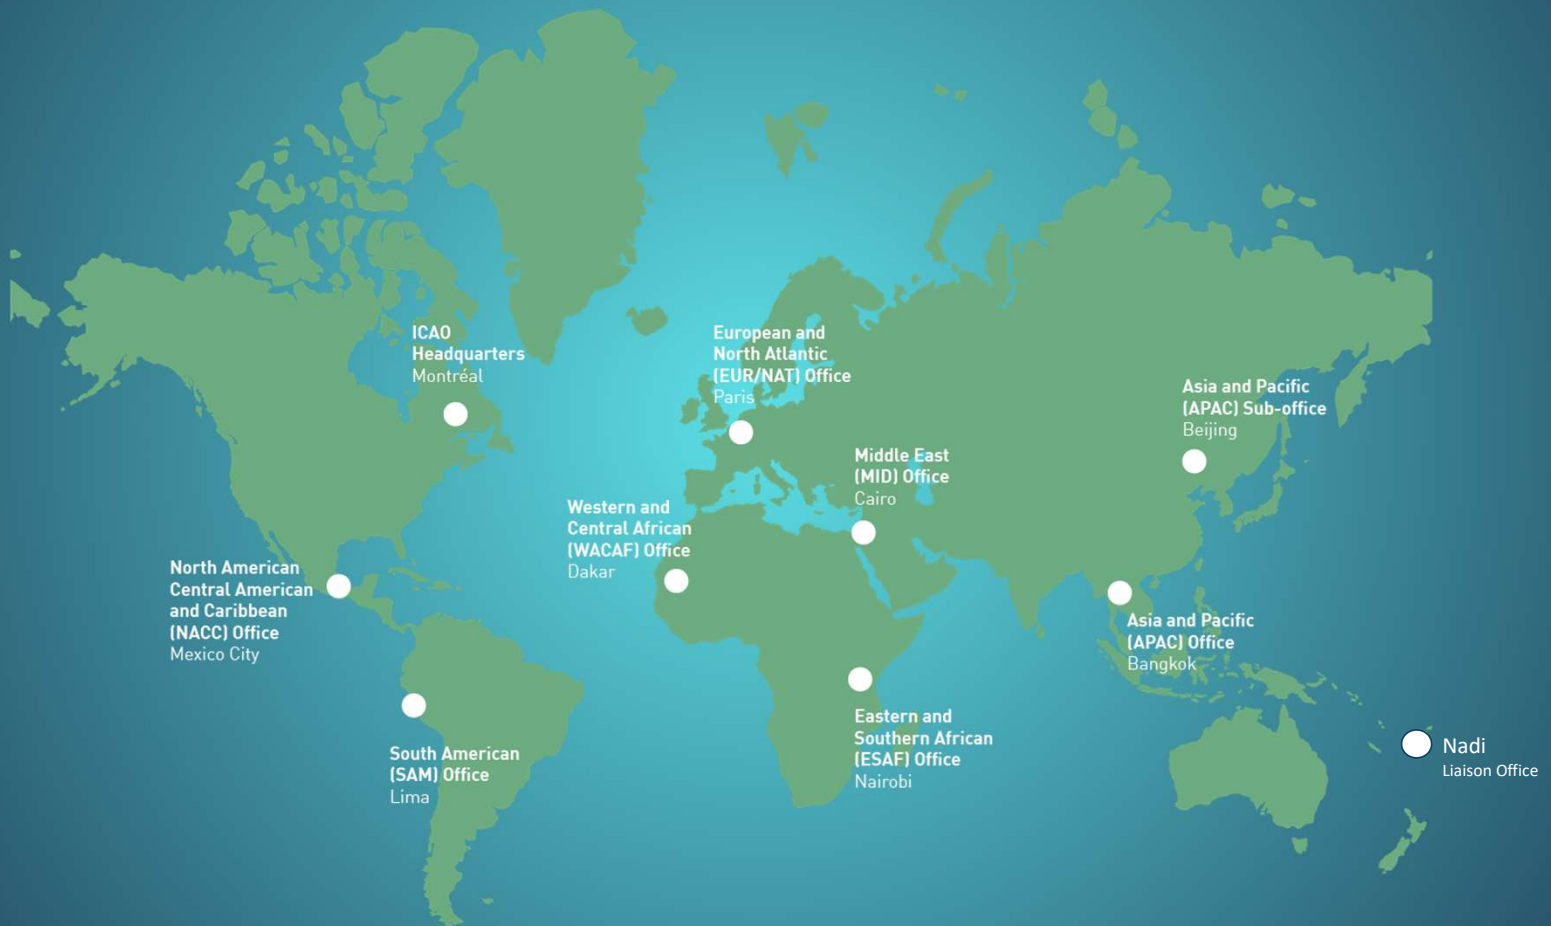 ICAO
Headquarters
Montréal
European and
North Atlantic
(EUR/NAT) Office
Paris
Asia and Pacific
(APAC) Sub-office
Beijing
Middle East
(MID) Office
Cairo
Western and
Central African
(WACAF) Office
Dakar
North American
Central American
and Caribbean
(NACC) Office
Mexico City
Asia and Pacific
(APAC) Office
Bangkok
South American
(SAM) Office
Lima
Eastern and
Southern African
(ESAF) Office
Nairobi
Nadi
Liaison Office